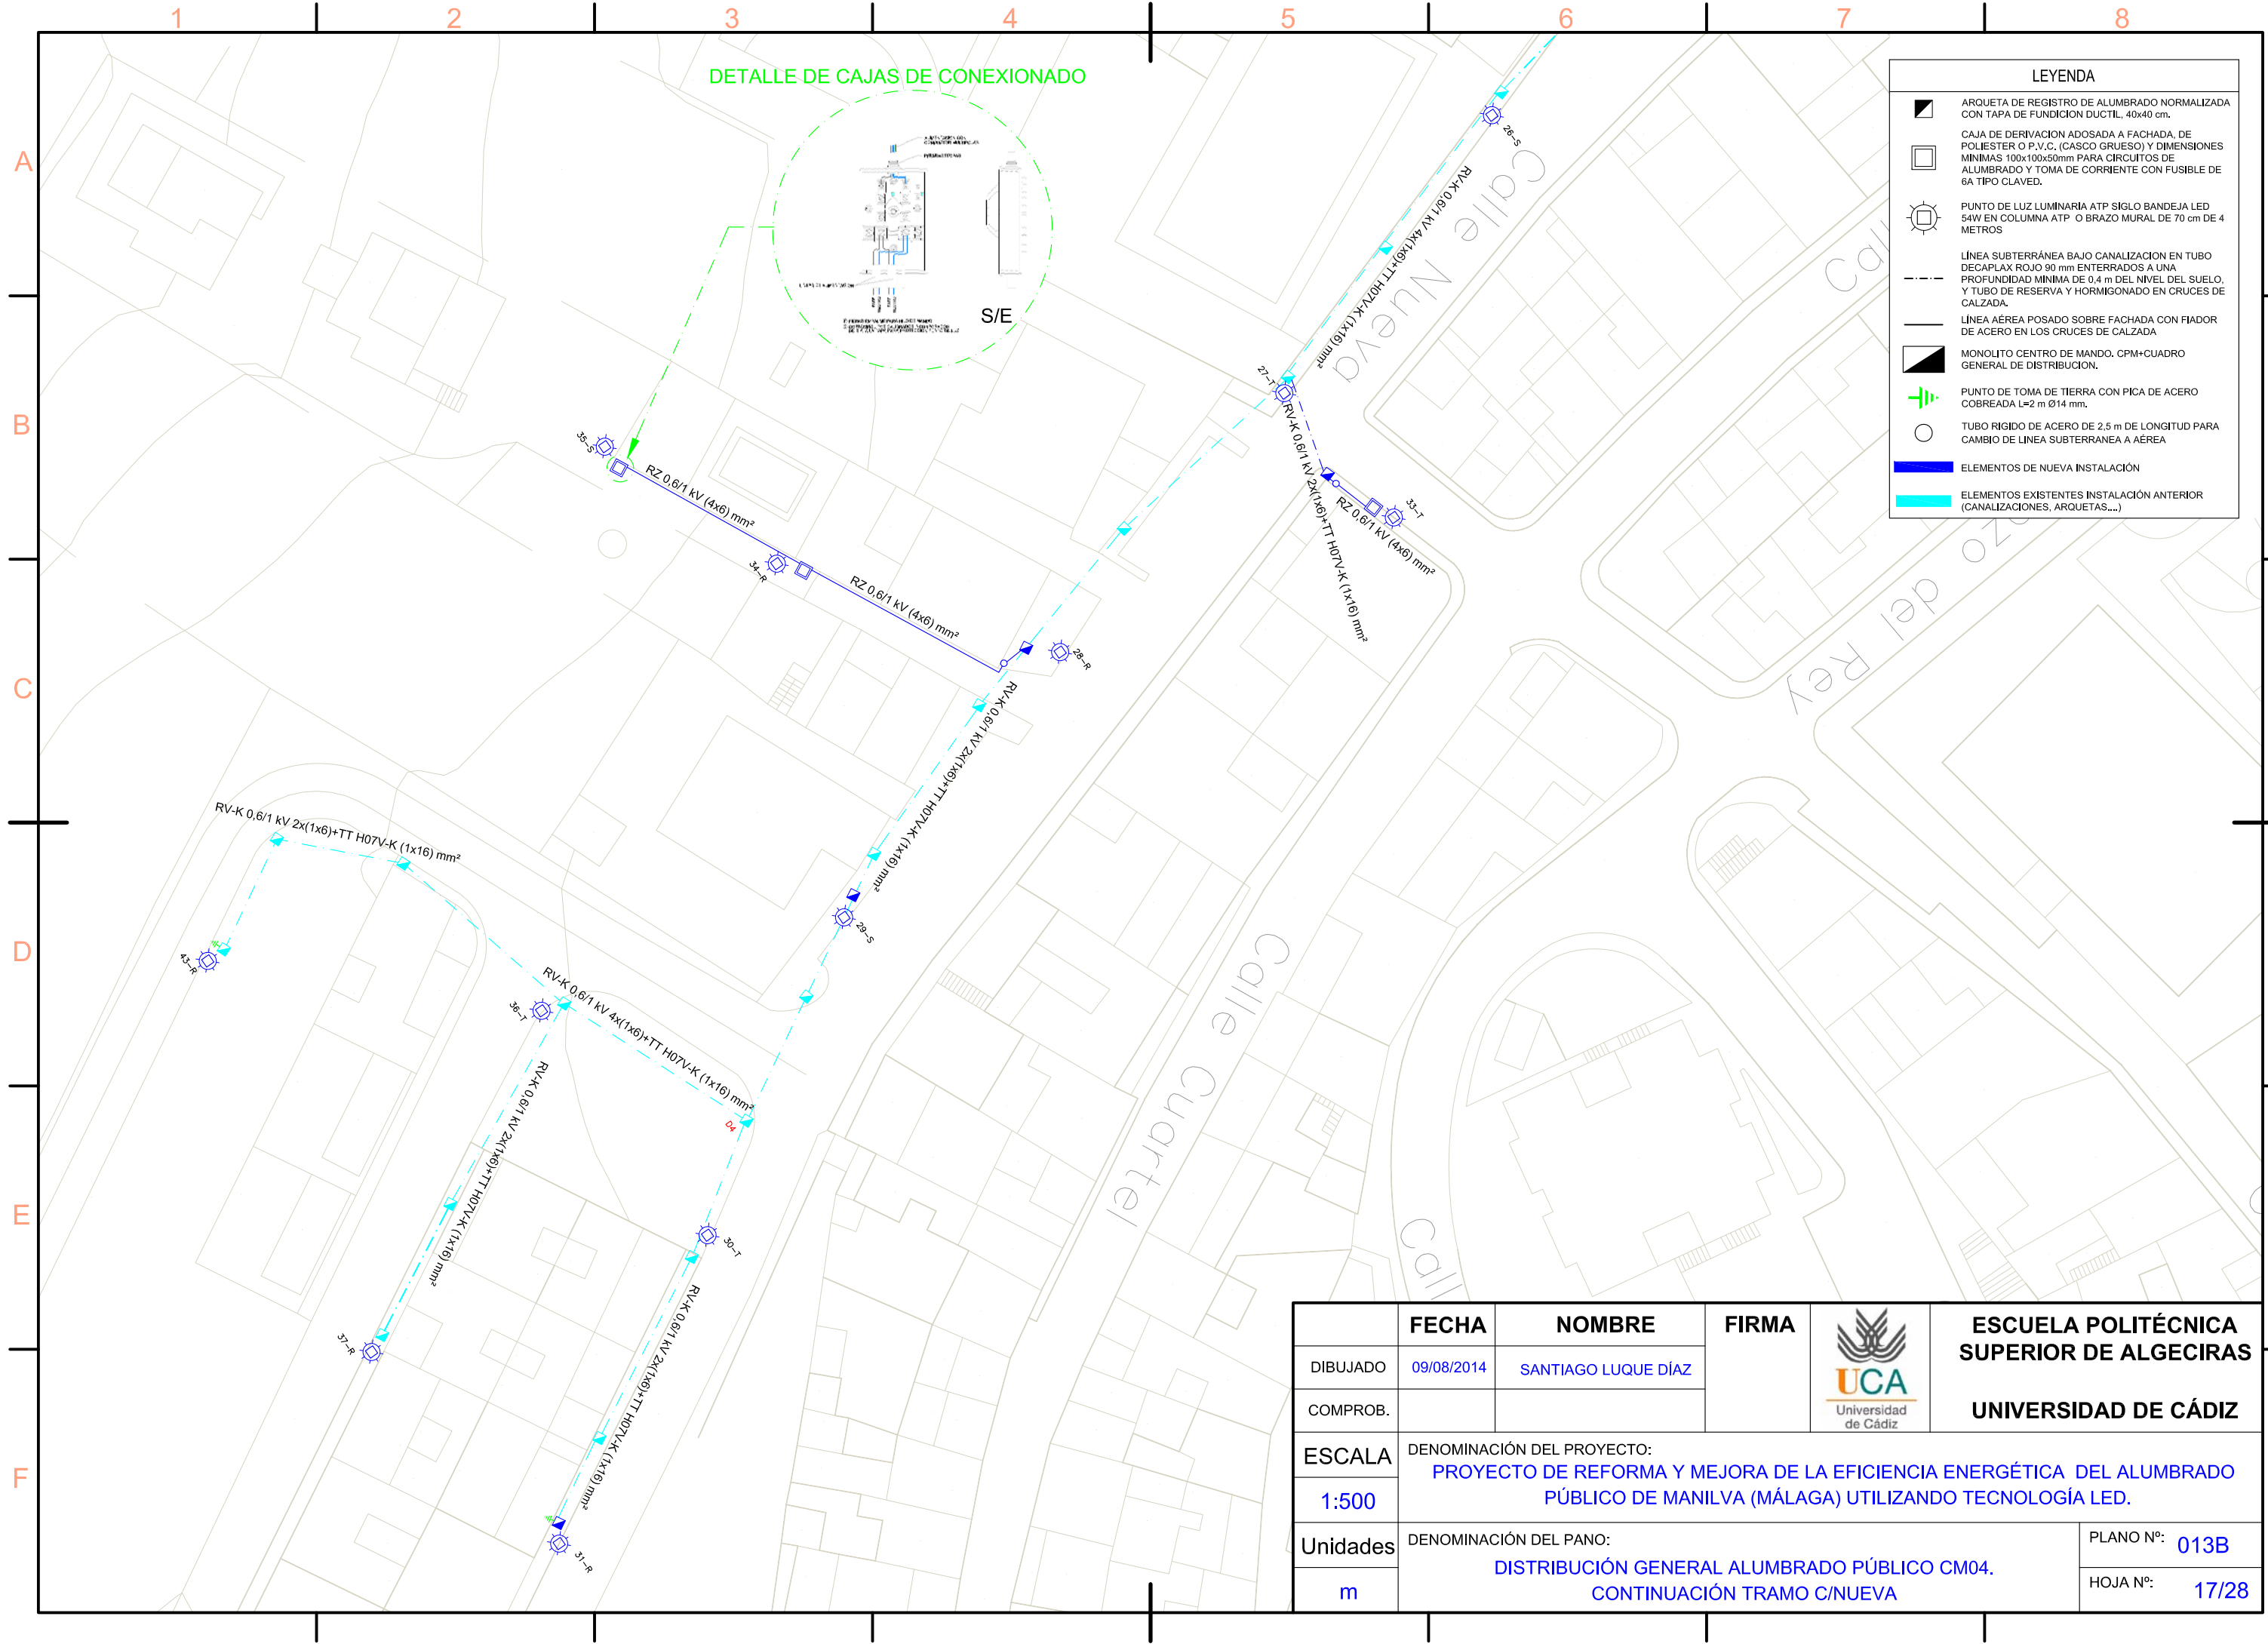 1 2 3 4 5 6 7 8
A
B
C
D
E
F
DETALLE DE CAJAS DE CONEXIONADO
S/E
LEYENDA
ARQUETA DE REGISTRO DE ALUMBRADO NORMALIZADA
CON TAPA DE FUNDICION DUCTIL, 40x40 cm.
CAJA DE DERIVACION ADOSADA A FACHADA, DE
POLIESTER O P.V.C. (CASCO GRUESO) Y DIMENSIONES
MINIMAS 100x100x50mm PARA CIRCUITOS DE
ALUMBRADO Y TOMA DE CORRIENTE CON FUSIBLE DE
6A TIPO CLAVED.
PUNTO DE LUZ LUMINARIA ATP SIGLO BANDEJA LED
54W EN COLUMNA ATP O BRAZO MURAL DE 70 cm DE 4
METROS
LÍNEA SUBTERRÁNEA BAJO CANALIZACION EN TUBO
DECAPLAX ROJO 90 mm ENTERRADOS A UNA
PROFUNDIDAD MINIMA DE 0,4 m DEL NIVEL DEL SUELO,
Y TUBO DE RESERVA Y HORMIGONADO EN CRUCES DE
CALZADA.
LÍNEA AÉREA POSADO SOBRE FACHADA CON FIADOR
DE ACERO EN LOS CRUCES DE CALZADA
MONOLITO CENTRO DE MANDO. CPM+CUADRO
GENERAL DE DISTRIBUCION.
PUNTO DE TOMA DE TIERRA CON PICA DE ACERO
COBREADA L=2 m Ø14 mm.
TUBO RIGIDO DE ACERO DE 2,5 m DE LONGITUD PARA
CAMBIO DE LINEA SUBTERRANEA A AÉREA
ELEMENTOS DE NUEVA INSTALACIÓN
ELEMENTOS EXISTENTES INSTALACIÓN ANTERIOR
(CANALIZACIONES, ARQUETAS....)
26-S
RV-K 0,6/1 kV 4x(1x6)+TT H07V-K (1x16) mm²
Calle Nueva
27-T
RV-K 0,6/1 kV 2x(1x6)+TT H07V-K (1x16) mm²
33-T
RZ 0,6/1 kV (4x6) mm²
35-S
RZ 0,6/1 kV (4x6) mm²
34-R
RZ 0,6/1 kV (4x6) mm²
28-R
RV-K 0,6/1 kV 2x(1x6)+TT H07V-K (1x16) mm²
del Rey
RV-K 0,6/1 kV 2x(1x6)+TT H07V-K (1x16) mm²
29-S
43-R
36-T
RV-K 0,6/1 kV 4x(1x6)+TT H07V-K (1x16) mm²
D4
RV-K 0,6/1 kV 2x(1x6)+TT H07V-K (1x16) mm²
Calle Cuartel
Call
30-T
37-R
RV-K 0,6/1 kV 2x(1x6)+TT H07V-K (1x16) mm²
31-R
FECHA NOMBRE FIRMA
DIBUJADO 09/08/2014 SANTIAGO LUQUE DÍAZ
COMPROB.
UCA
Universidad
de Cádiz
ESCUELA POLITÉCNICA
SUPERIOR DE ALGECIRAS
UNIVERSIDAD DE CÁDIZ
ESCALA
1:500
DENOMINACIÓN DEL PROYECTO:
PROYECTO DE REFORMA Y MEJORA DE LA EFICIENCIA ENERGÉTICA DEL ALUMBRADO
PÚBLICO DE MANILVA (MÁLAGA) UTILIZANDO TECNOLOGÍA LED.
Unidades
m
DENOMINACIÓN DEL PANO:
DISTRIBUCIÓN GENERAL ALUMBRADO PÚBLICO CM04.
CONTINUACIÓN TRAMO C/NUEVA
PLANO Nº: 013B
HOJA Nº: 17/28